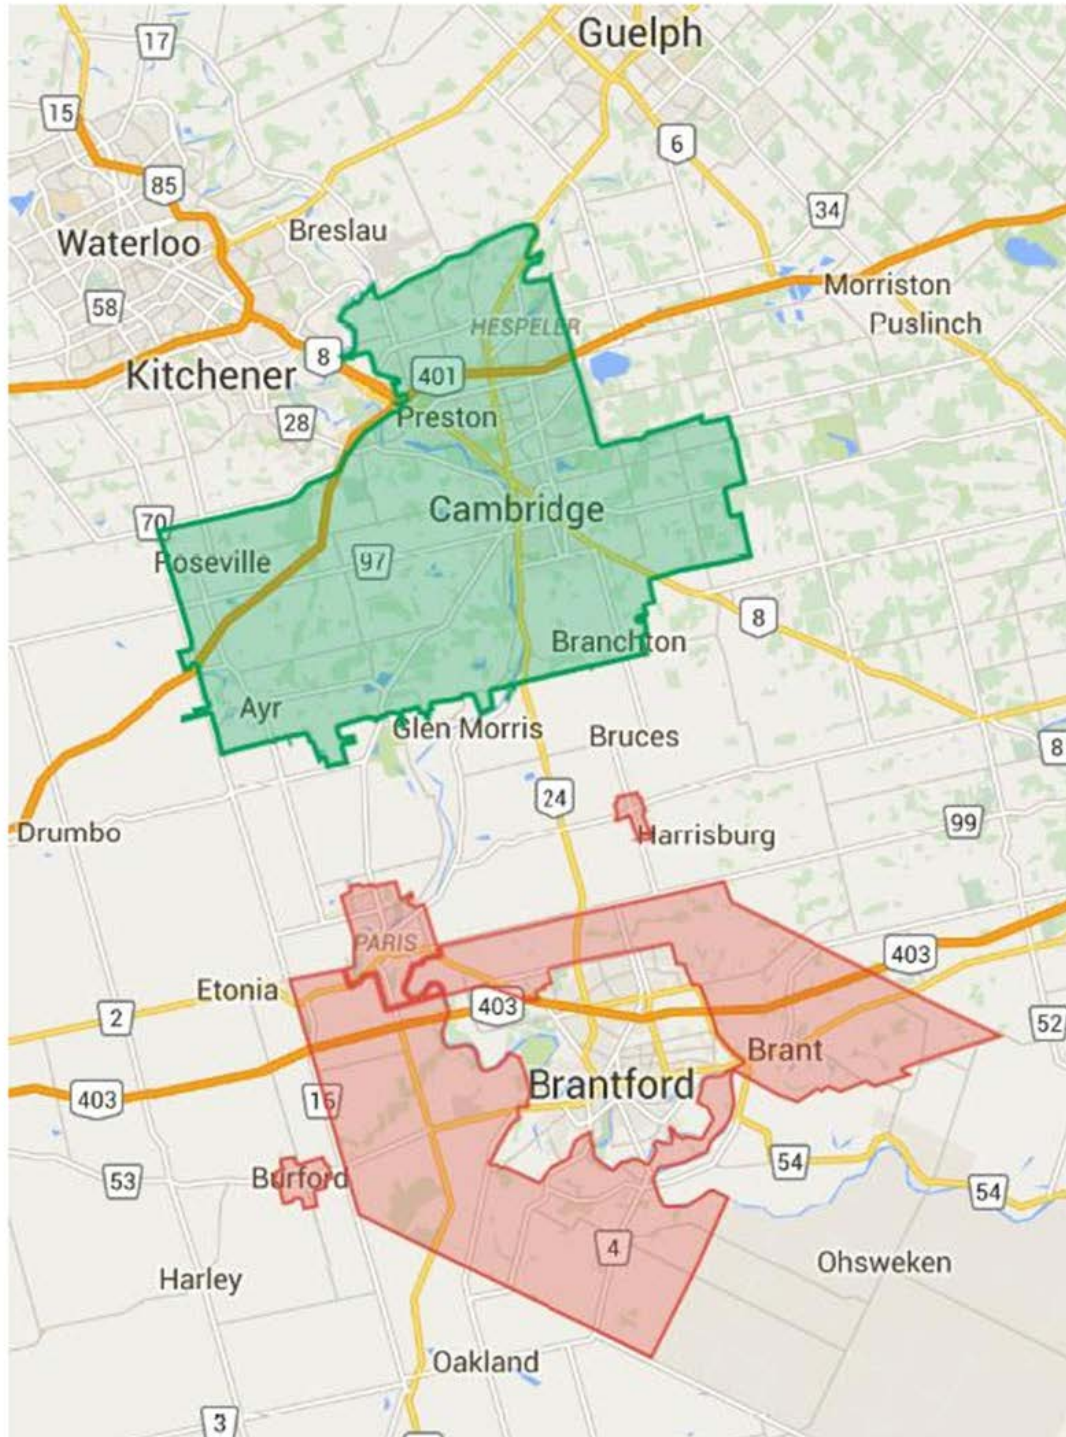 Guelph
17
15
6
85
34
Waterloo
Breslau
58
Morriston
HESPELER
Puslinch
8
Kitchener
401
28
Preston
Cambridge
70
Roseville
97
8
Branchton
Ayr
Glen Morris
Bruces
8
24
Drumbo
Harrisburg
99
PARIS
403
Etonia
403
2
52
Brant
Brantford
403
16
54
Burford
53
54
4
Ohsweken
Harley
Oakland
3